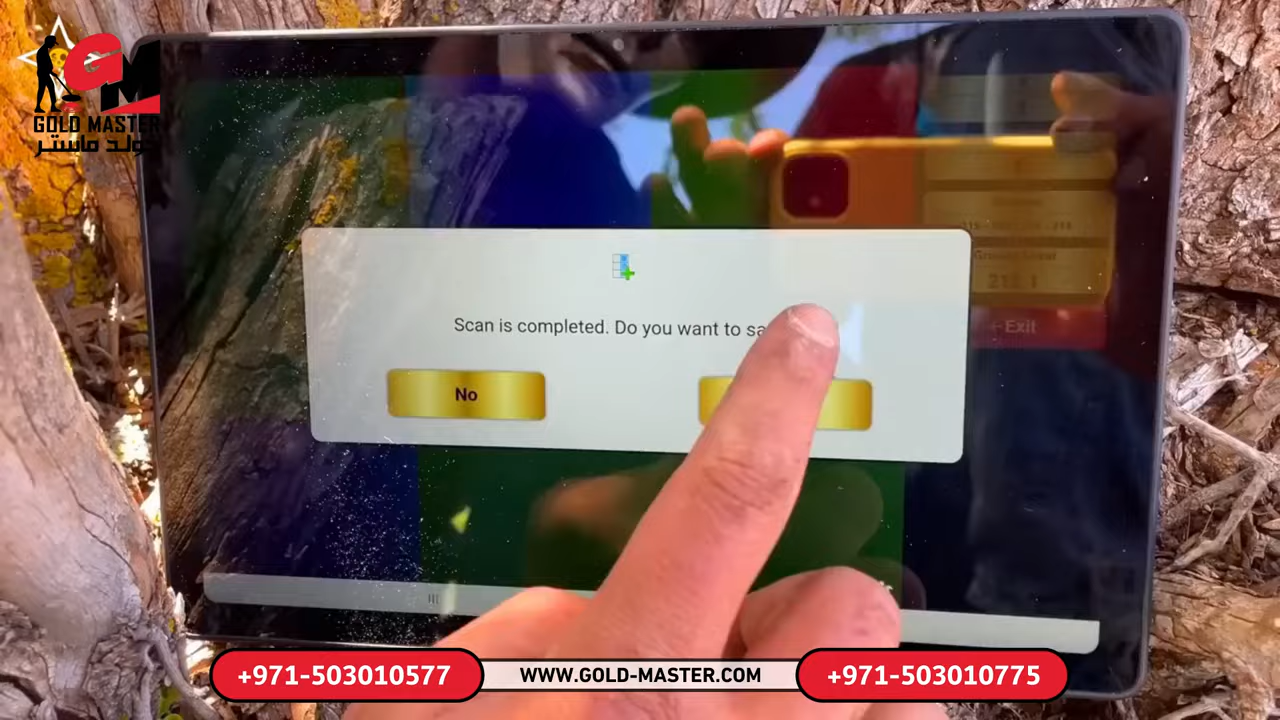 GM
GOLD MASTER
جولد ماستر
Scan is completed. Do you want to
No
Exit
+971-503010577
WWW.GOLD-MASTER.COM
+971-503010775